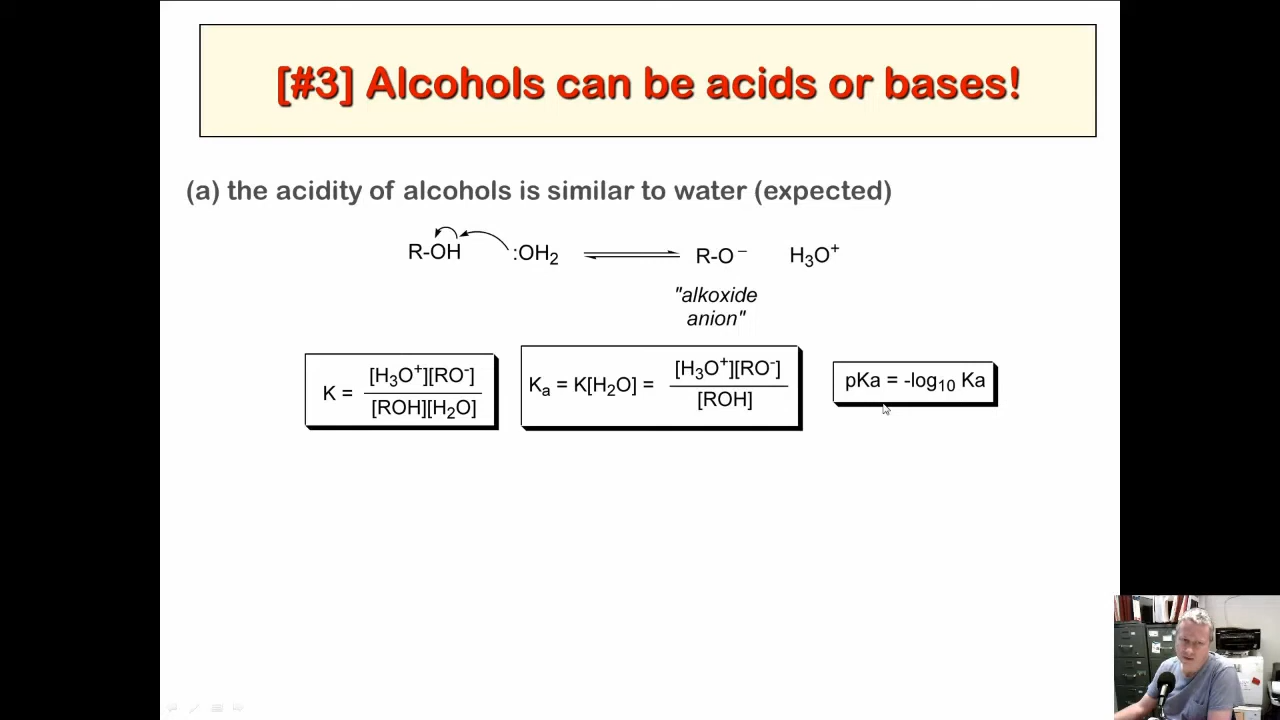 [#3] Alcohols can be acids or bases!
(a) the acidity of alcohols is similar to water (expected)
R-OH :OH₂ ⇌ R-O⁻ H₃O⁺
"alkoxide
anion"
K = [H₃O⁺][RO⁻] / [ROH][H₂O]
Kₐ = K[H₂O] = [H₃O⁺][RO⁻] / [ROH]
pKa = -log₁₀ Ka